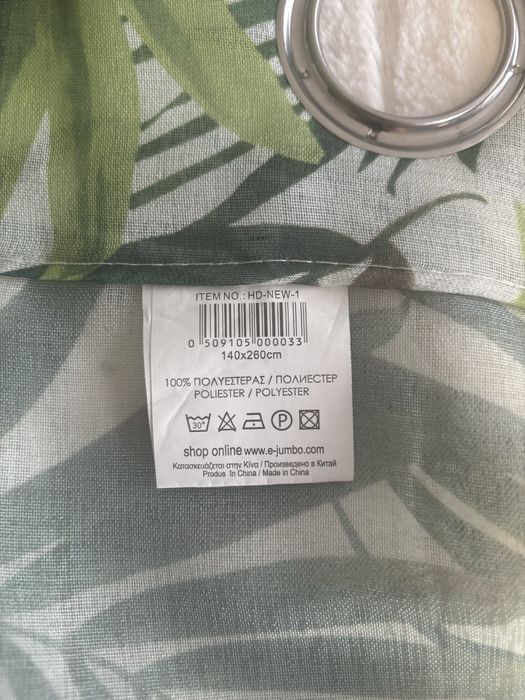 ITEM NO.: HD-NEW-1
0 509105 000033
140x260cm
100% ΠΟΛΥΕΣΤΕΡΑΣ / ПОЛИЕСТЕР
POLIESTER / POLYESTER
30°
P
shop online www.e-jumbo.com
Κατασκευάζεται στην Κίνα / Произведено в Китай
Produs În China / Made in China